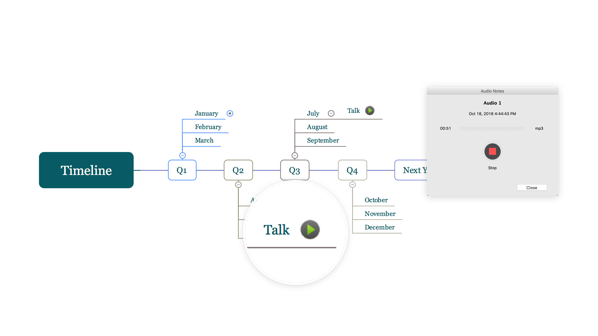 Audio Notes
Audio 1
Oct 18, 2018 4:44:43 PM
00:51
mp3
Stop
Close
January
February
March
July
Talk
August
September
Timeline
Q1
Q2
Q3
Q4
Next Y
Talk
October
November
December